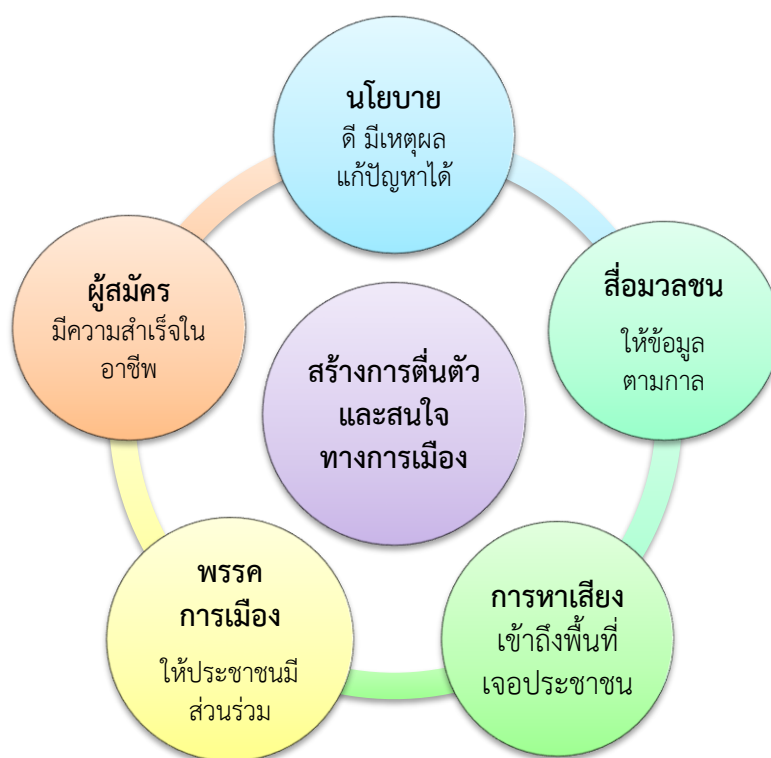 นโยบาย
ดี มีเหตุผล
แก้ปัญหาได้
สื่อมวลชน
ให้ข้อมูล
ตามกาล
การหาเสียง
เข้าถึงพื้นที่
เจอประชาชน
พรรค
การเมือง
ให้ประชาชนมี
ส่วนร่วม
ผู้สมัคร
มีความสำเร็จใน
อาชีพ
สร้างการตื่นตัว
และสนใจ
ทางการเมือง